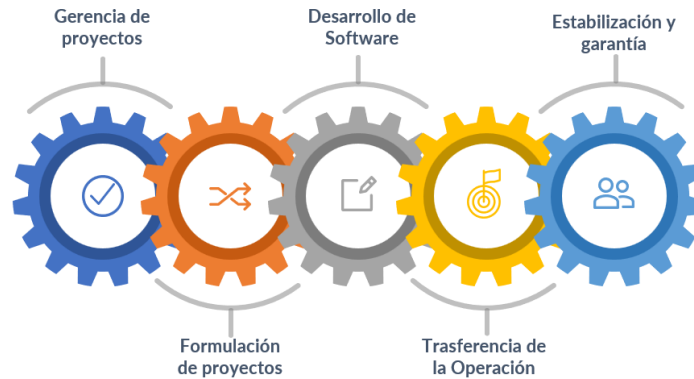 Gerencia de
proyectos
Desarrollo de
Software
Estabilización y
garantía
Formulación
de proyectos
Trasferencia de
la Operación